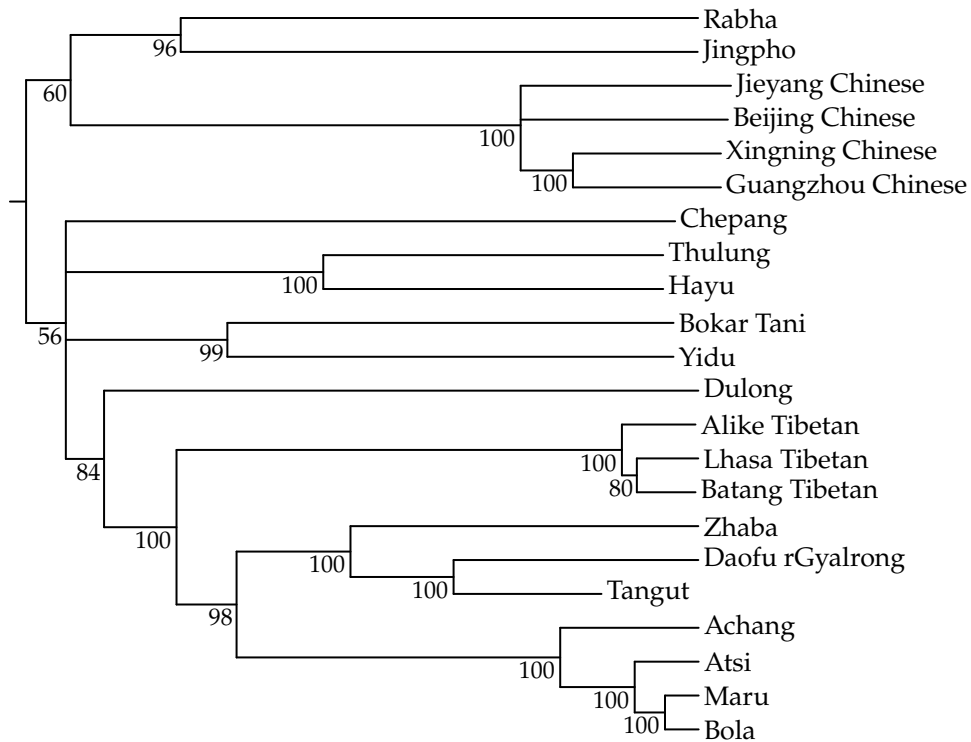 Rabha
96
Jingpho
Jieyang Chinese
60
Beijing Chinese
100
Xingning Chinese
100
Guangzhou Chinese
Chepang
Thulung
100
Hayu
Bokar Tani
56
99
Yidu
Dulong
Alike Tibetan
100
Lhasa Tibetan
84
80
Batang Tibetan
Zhaba
100
100
Daofu rGyalrong
100
Tangut
98
Achang
Atsi
100
Maru
100
100
Bola